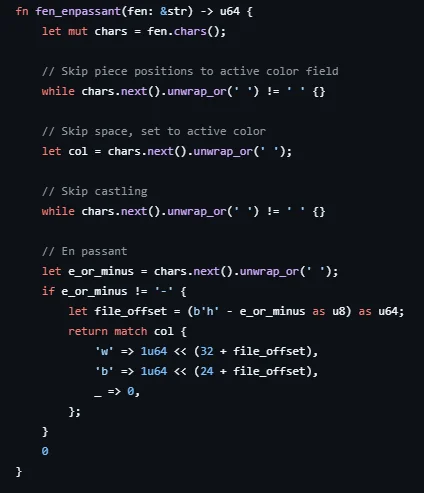 fn fen_enpassant(fen: &str) -> u64 {
    let mut chars = fen.chars();

    // Skip piece positions to active color field
    while chars.next().unwrap_or(' ') != ' ' {}

    // Skip space, set to active color
    let col = chars.next().unwrap_or(' ');

    // Skip castling
    while chars.next().unwrap_or(' ') != ' ' {}

    // En passant
    let e_or_minus = chars.next().unwrap_or(' ');
    if e_or_minus != '-' {
        let file_offset = (b'h' - e_or_minus as u8) as u64;
        return match col {
            'w' => 1u64 << (32 + file_offset),
            'b' => 1u64 << (24 + file_offset),
            _ => 0,
        };
    }
    0
}